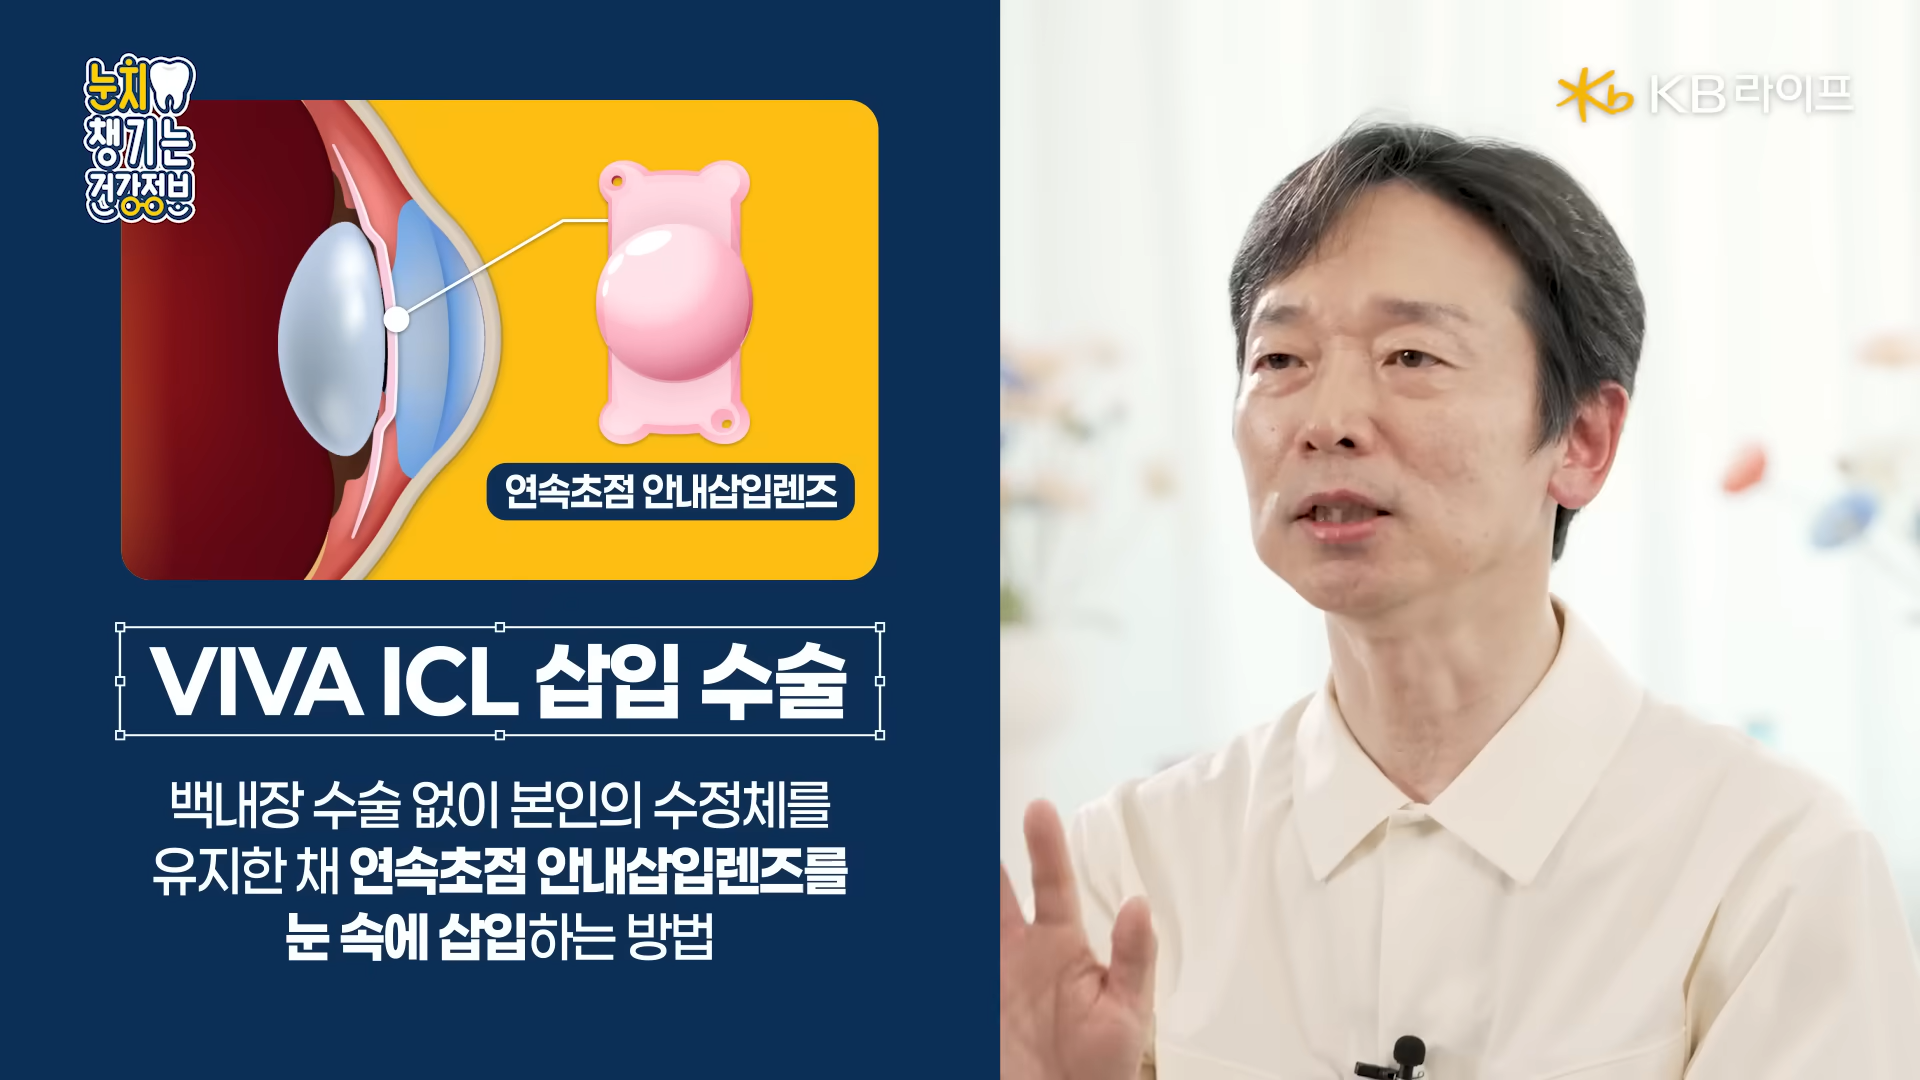 눈치
챙기는
건강정보
Kb KB라이프
연속초점 안내삽입렌즈
VIVA ICL 삽입 수술
백내장 수술 없이 본인의 수정체를
유지한 채 연속초점 안내삽입렌즈를
눈 속에 삽입하는 방법